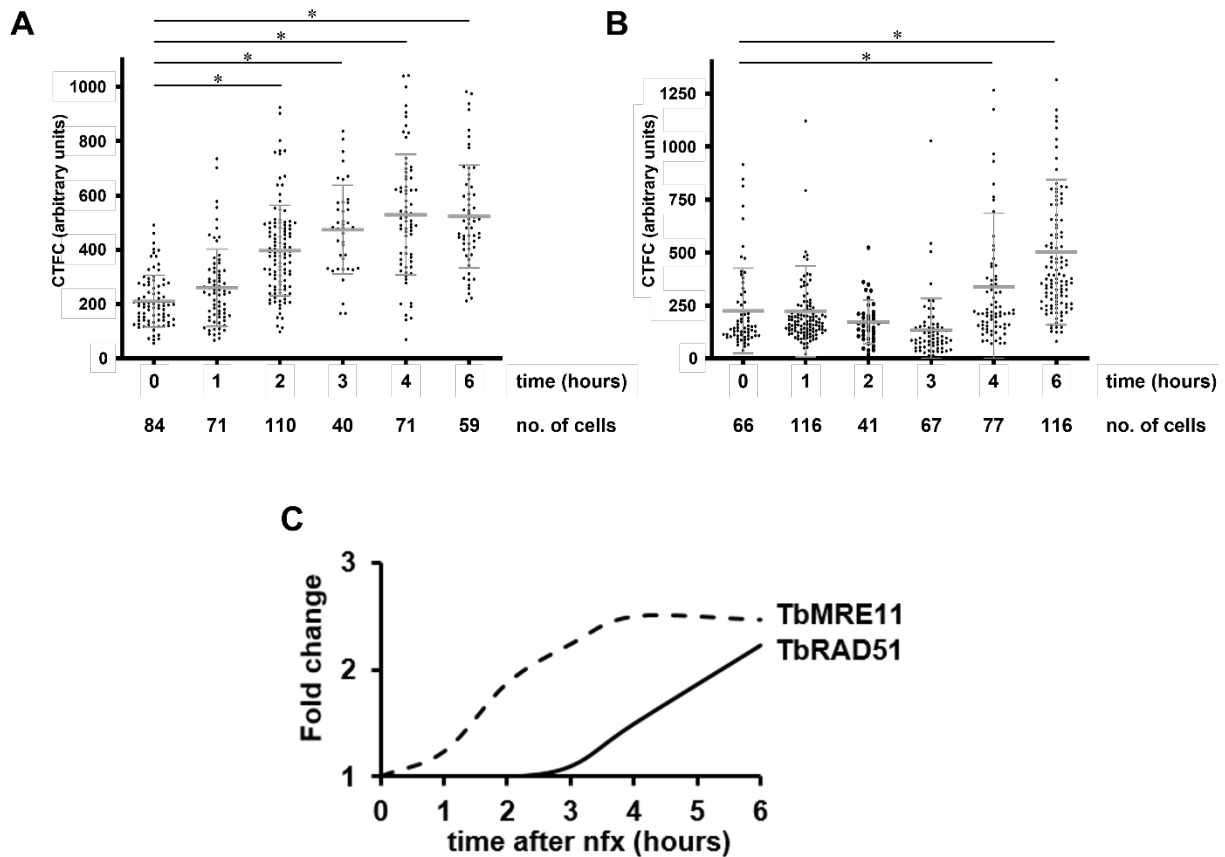 A
*
*
*
*
CTFC (arbitrary units)
1000
800
600
400
200
0
0 1 2 3 4 6 time (hours)
84 71 110 40 71 59 no. of cells
B
*
*
CTFC (arbitrary units)
1250
1000
750
500
250
0
0 1 2 3 4 6 time (hours)
66 116 41 67 77 116 no. of cells
C
Fold change
3
2
1
TbMRE11
TbRAD51
0 1 2 3 4 5 6
time after nfx (hours)